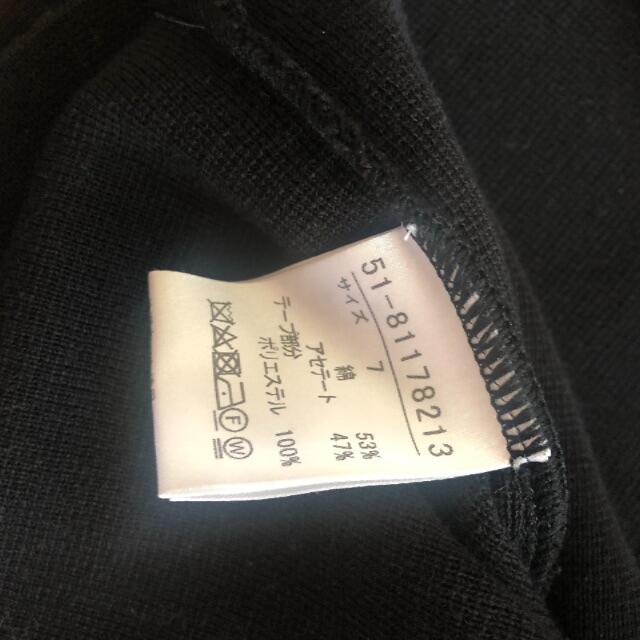 51-81178213
サイズ 7
綿 53%
アセテート 47%
テープ部分
ポリエステル 100%
F W